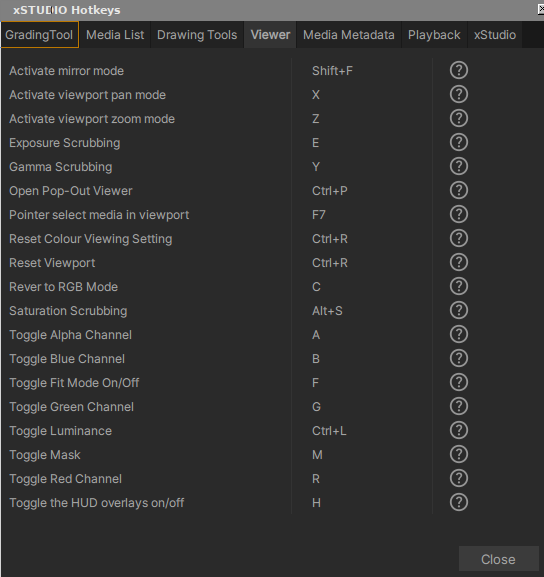 xSTUDIO Hotkeys
GradingTool Media List Drawing Tools Viewer Media Metadata Playback xStudio
Activate mirror mode Shift+F ?
Activate viewport pan mode X ?
Activate viewport zoom mode Z ?
Exposure Scrubbing E ?
Gamma Scrubbing Y ?
Open Pop-Out Viewer Ctrl+P ?
Pointer select media in viewport F7 ?
Reset Colour Viewing Setting Ctrl+R ?
Reset Viewport Ctrl+R ?
Rever to RGB Mode C ?
Saturation Scrubbing Alt+S ?
Toggle Alpha Channel A ?
Toggle Blue Channel B ?
Toggle Fit Mode On/Off F ?
Toggle Green Channel G ?
Toggle Luminance Ctrl+L ?
Toggle Mask M ?
Toggle Red Channel R ?
Toggle the HUD overlays on/off H ?
Close